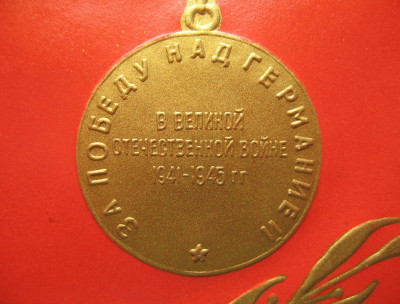 ЗА ПОБЕДУ НАД ГЕРМАНИЕЙ
В ВЕЛИКОЙ
ОТЕЧЕСТВЕННОЙ ВОЙНЕ
1941-1945 гг